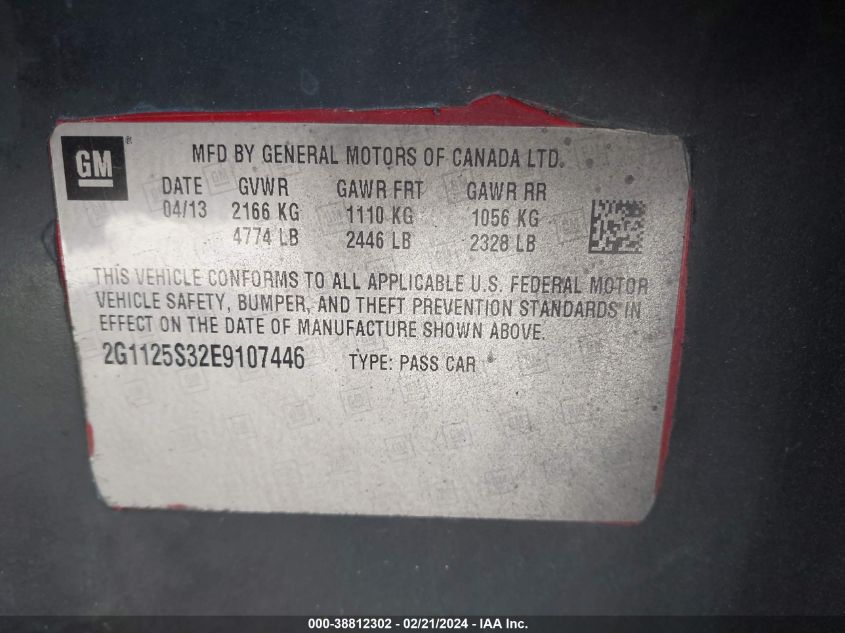 GM
MFD BY GENERAL MOTORS OF CANADA LTD.
DATE GVWR GAWR FRT GAWR RR
04/13 2166 KG 1110 KG 1056 KG
4774 LB 2446 LB 2328 LB
THIS VEHICLE CONFORMS TO ALL APPLICABLE U.S. FEDERAL MOTOR
VEHICLE SAFETY, BUMPER, AND THEFT PREVENTION STANDARDS IN
EFFECT ON THE DATE OF MANUFACTURE SHOWN ABOVE.
2G1125S32E9107446 TYPE: PASS CAR
000-38812302 - 02/21/2024 - IAA Inc.